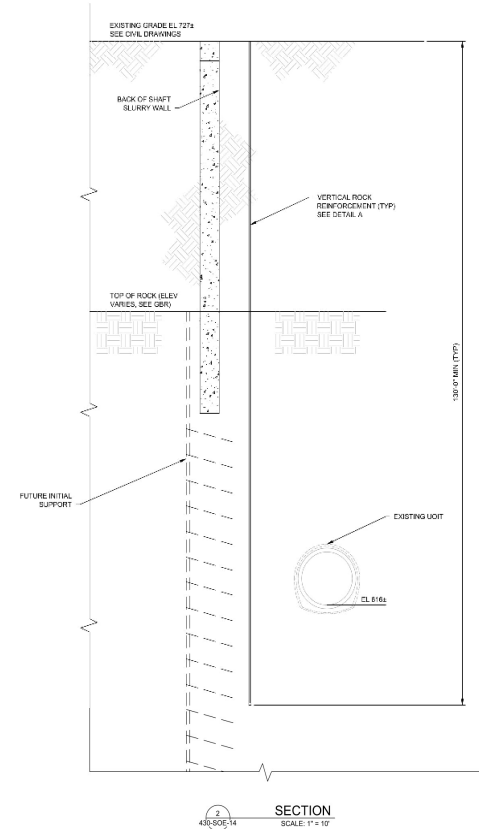 EXISTING GRADE EL 727±
SEE CIVIL DRAWINGS
BACK OF SHAFT
SLURRY WALL
VERTICAL ROCK
REINFORCEMENT (TYP)
SEE DETAIL A
TOP OF ROCK (ELEV
VARIES, SEE GBR)
130'-0" MIN (TYP)
FUTURE INITIAL
SUPPORT
EXISTING UOIT
EL 616±
2
430-SOE-14
SECTION
SCALE: 1" = 10'